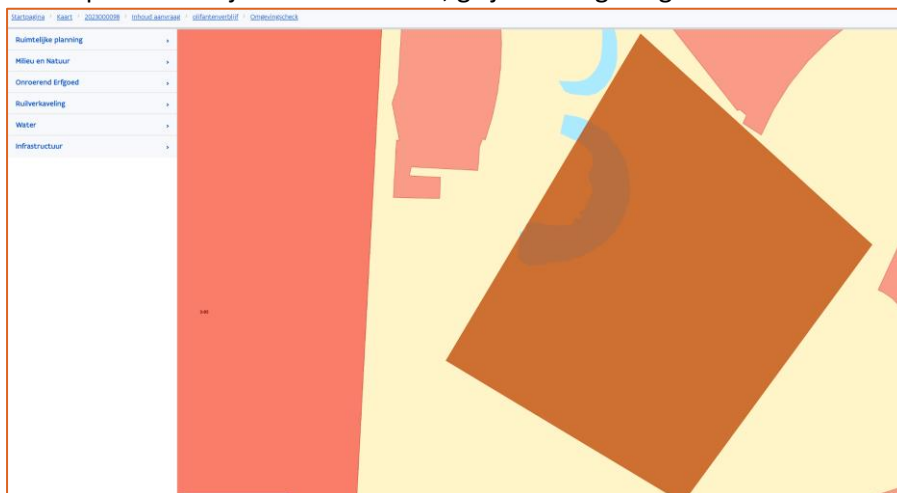 Startpagina / Kaart / 2023000098 / Inhoud aanvraag / olifantenverblijf / Omgevingscheck
Ruimtelijke planning
Milieu en Natuur
Onroerend Erfgoed
Ruilverkaveling
Water
Infrastructuur